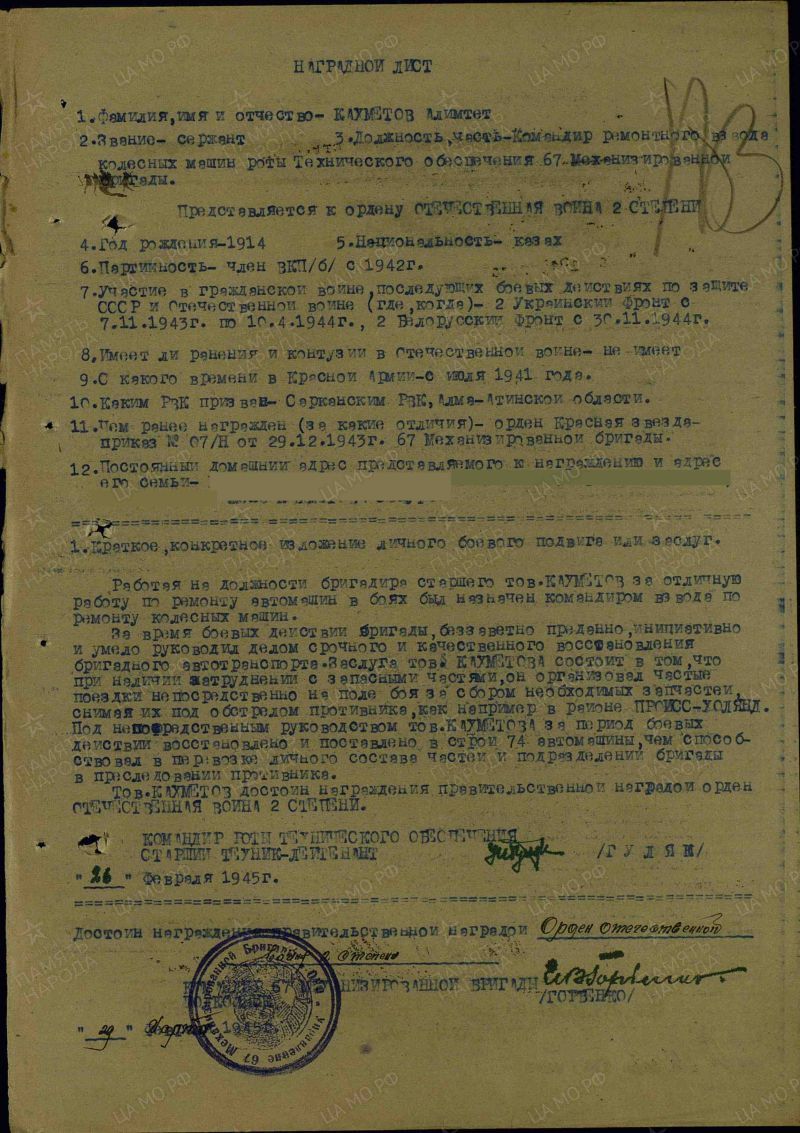 НАГРАДНОЙ ЛИСТ
1. Фамилия, имя и отчество- КАУМЕТОВ Алимтет
2. Звание- сержант 3. Должность, часть- Командир ремонтного взвода
колесных машин роты Технического обеспечения 67 Механизированной
бригады.
Представляется к ордену ОТЕЧЕСТВЕННАЯ ВОЙНА 2 СТЕПЕНИ
4. Год рождения-1914 5. Национальность- казах
6. Партийность- член ВКП/б/ с 1942г.
7. Участие в гражданской войне, последующих боевых действиях по защите
СССР и Отечественной войне (где, когда)- 2 Украинский Фронт с
7.11.1943г. по 10.4.1944г., 2 Белорусский Фронт с 30.11.1944г.
8. Имеет ли ранения и контузии в отечественной войне- не имеет
9. С какого времени в Красной Армии-с июля 1941 года.
10. Каким РВК призван- Сарканским РВК, Алма-Атинской области.
11. Чем ранее награжден (за какие отличия)- орден Красная звезда-
приказ № 07/Н от 29.12.1943г. 67 Механизированной бригады.
12. Постоянный домашний адрес представляемого к награждению и адрес
его семьи-
1. Краткое, конкретное изложение личного боевого подвига или заслуг.
Работая на должности бригадира старшего тов. КАУМЕТОВ за отличную
работу по ремонту автомашин в боях был назначен командиром взвода по
ремонту колесных машин.
За время боевых действий бригады, беззаветно преданно, инициативно
и умело руководил делом срочного и качественного восстановления
бригадного автотранспорта. Заслуга тов. КАУМЕТОВА состоит в том, что
при наличии затруднений с запасными частями, он организовал частые
поездки непосредственно на поле боя за сбором необходимых запчастей,
снимая их под обстрелом противника, как например в районе ПРОЙСС-ХОЛЯНД.
Под непосредственным руководством тов. КАУМЕТОВА за период боевых
действий восстановлено и поставлено в строй 74 автомашины, чем способ-
ствовал в перевозке личного состава частей и подразделений бригады
в преследовании противника.
Тов. КАУМЕТОВ достоин награждения правительственной наградой орден
ОТЕЧЕСТВЕННАЯ ВОЙНА 2 СТЕПЕНИ.
КОМАНДИР РОТЫ ТЕХНИЧЕСКОГО ОБЕСПЕЧЕНИЯ
СТАРШИЙ ТЕХНИК-ЛЕЙТЕНАНТ /ГУЛЯК/
"26" Февраля 1945г.
Достоин награждения правительственной наградой Орден Отечественной
войны 2 степени
КОМАНДИР 67 МЕХАНИЗИРОВАННОЙ БРИГАДЫ
ПОЛКОВНИК /ГОРБЕНКО/
"29" 1945г.
Управление 67 Механизированной Бригады